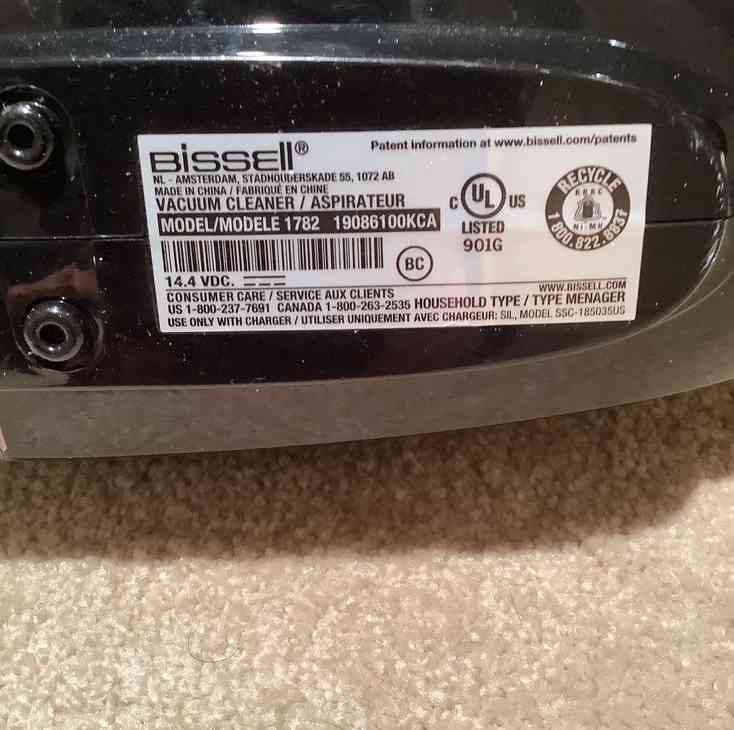 BISSELL®
Patent information at www.bissell.com/patents
NL - AMSTERDAM, STADHOUDERSKADE 55, 1072 AB
MADE IN CHINA / FABRIQUÉ EN CHINE
VACUUM CLEANER / ASPIRATEUR
MODEL/MODELE 1782 19086100KCA
C UL US
LISTED
901G
RECYCLE
RBRC
Ni-MH
1.800.822.8837
BC
14.4 VDC.
WWW.BISSELL.COM
CONSUMER CARE / SERVICE AUX CLIENTS
US 1-800-237-7691 CANADA 1-800-263-2535 HOUSEHOLD TYPE / TYPE MENAGER
USE ONLY WITH CHARGER / UTILISER UNIQUEMENT AVEC CHARGEUR: SIL, MODEL SSC-185035US